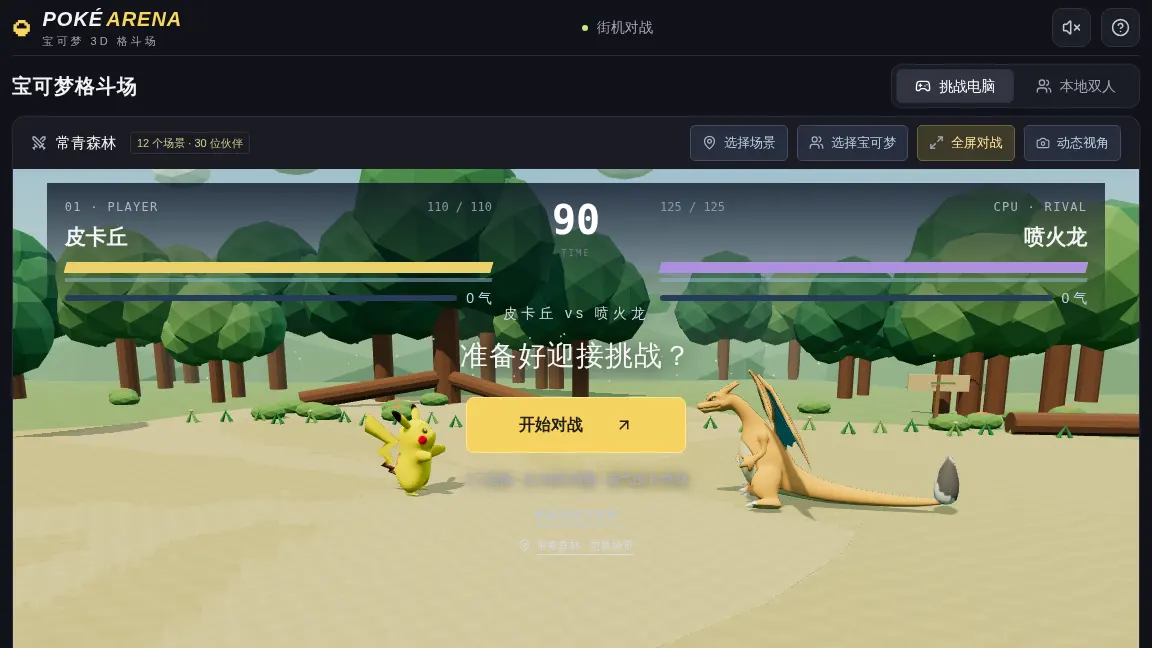 POKÉ ARENA
宝可梦 3D 格斗场
街机对战
宝可梦格斗场
挑战电脑
本地双人
常青森林
12 个场景 · 30 位伙伴
选择场景
选择宝可梦
全屏对战
动态视角
01 · PLAYER
110 / 110
皮卡丘
0 气
90
TIME
125 / 125
CPU · RIVAL
喷火龙
0 气
皮卡丘 vs 喷火龙
准备好迎接挑战？
开始对战